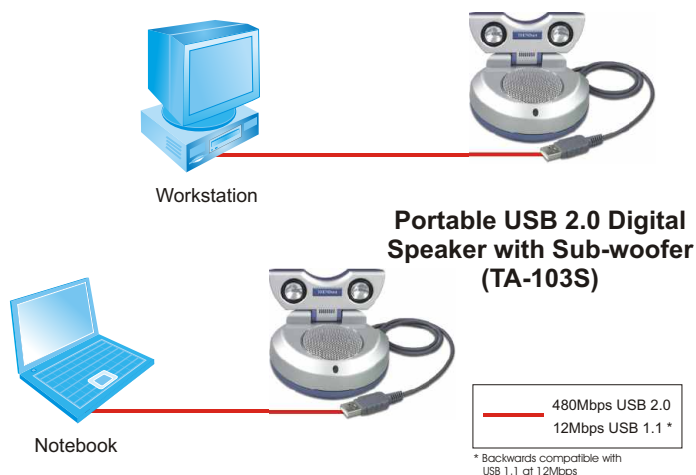 Workstation
Portable USB 2.0 Digital
Speaker with Sub-woofer
(TA-103S)
Notebook
480Mbps USB 2.0
12Mbps USB 1.1 *
* Backwards compatible with
USB 1.1 at 12Mbps